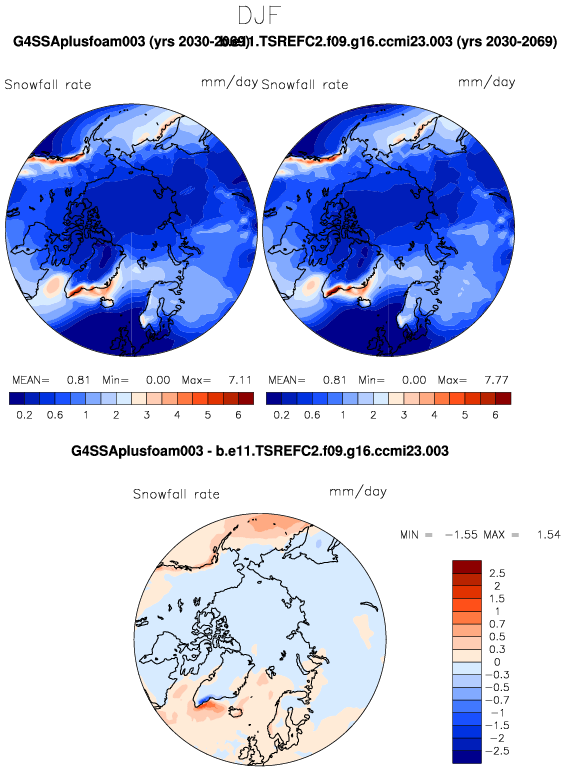 DJF
G4SSAplusfoam003 (yrs 2030-2069) b.e11.TSREFC2.f09.g16.ccmi23.003 (yrs 2030-2069)
Snowfall rate mm/day Snowfall rate mm/day
MEAN= 0.81 Min= 0.00 Max= 7.11 MEAN= 0.81 Min= 0.00 Max= 7.77
0.2 0.6 1 2 3 4 5 6 0.2 0.6 1 2 3 4 5 6
G4SSAplusfoam003 - b.e11.TSREFC2.f09.g16.ccmi23.003
Snowfall rate mm/day
MIN = -1.55 MAX = 1.54
2.5
2
1.5
1
0.7
0.5
0.3
0
-0.3
-0.5
-0.7
-1
-1.5
-2
-2.5